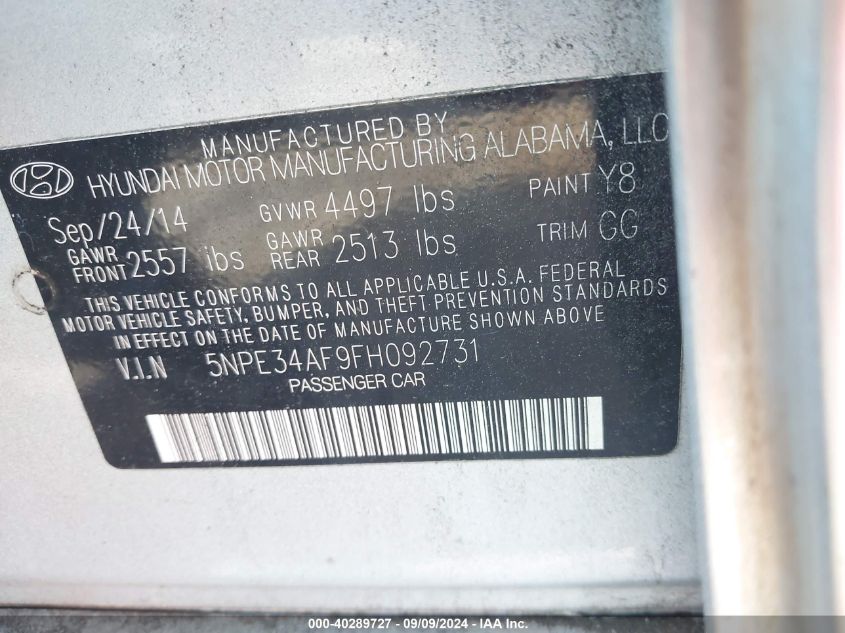 MANUFACTURED BY
HYUNDAI MOTOR MANUFACTURING ALABAMA, LLC
Sep/24/14 GVWR 4497 lbs PAINT Y8
GAWR FRONT 2557 lbs GAWR REAR 2513 lbs TRIM GG
THIS VEHICLE CONFORMS TO ALL APPLICABLE U.S.A. FEDERAL
MOTOR VEHICLE SAFETY, BUMPER, AND THEFT PREVENTION STANDARDS
IN EFFECT ON THE DATE OF MANUFACTURE SHOWN ABOVE
V.I.N 5NPE34AF9FH092731
PASSENGER CAR
000-40289727 - 09/09/2024 - IAA Inc.